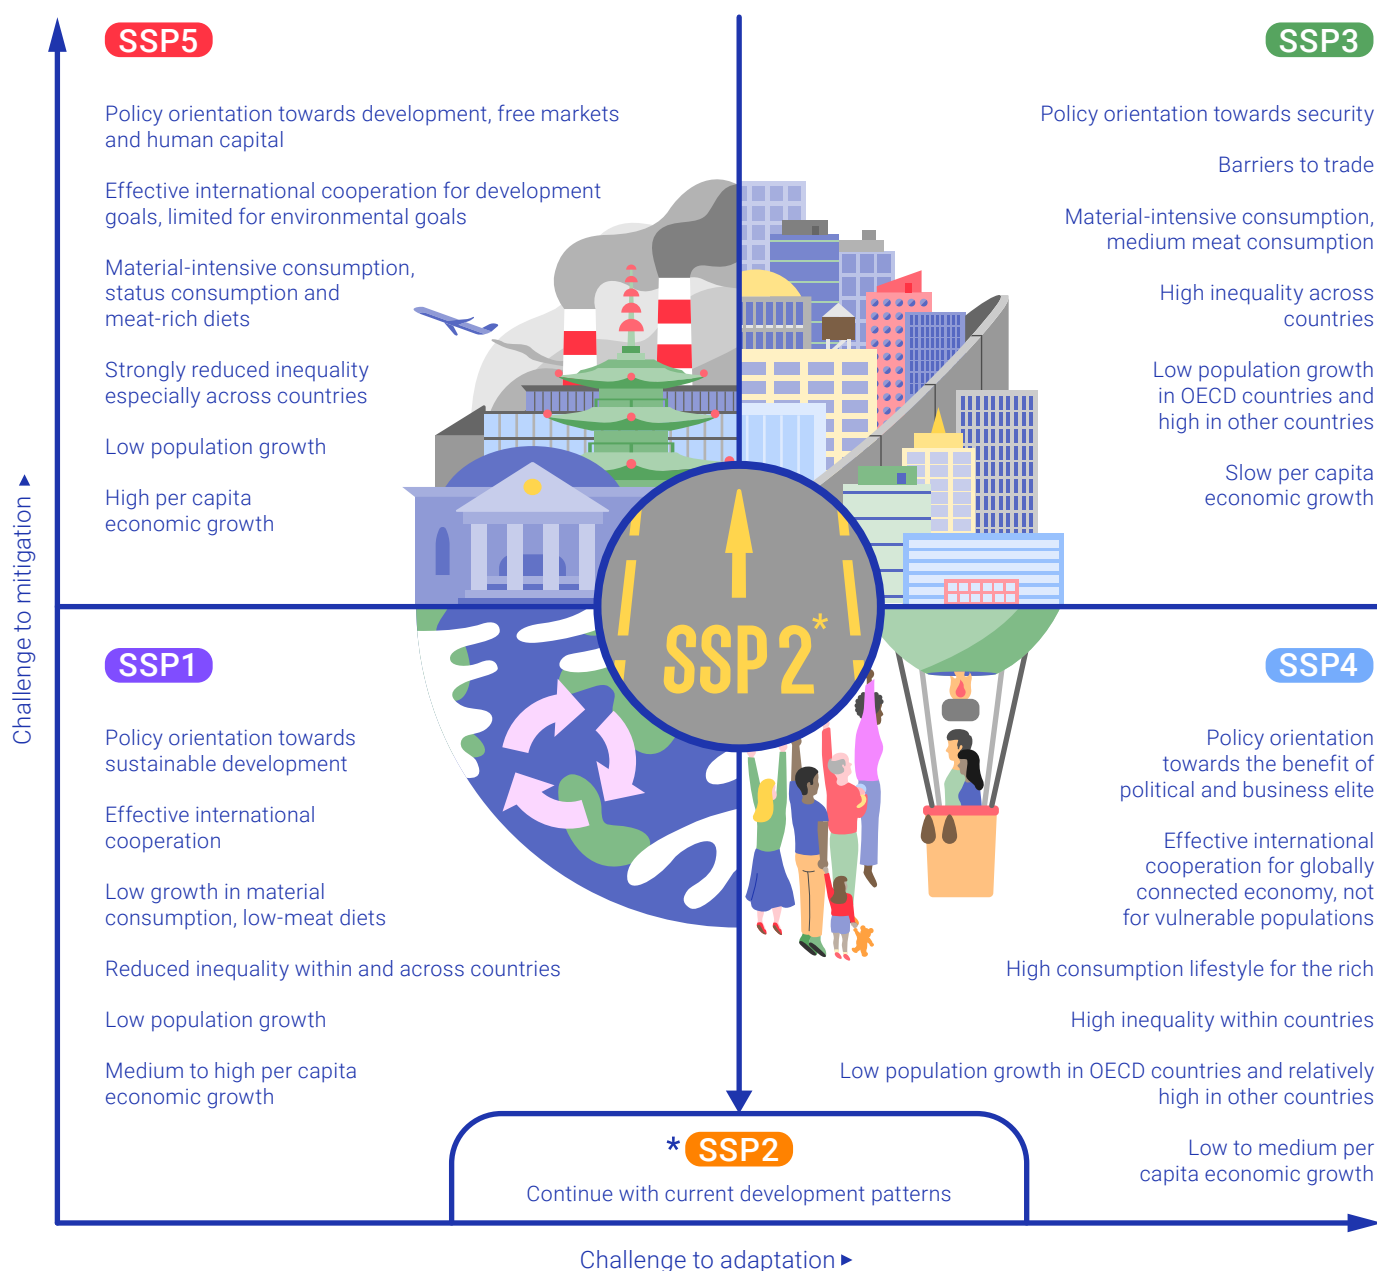 SSP5
Policy orientation towards development, free markets
and human capital
Effective international cooperation for development
goals, limited for environmental goals
Material-intensive consumption,
status consumption and
meat-rich diets
Strongly reduced inequality
especially across countries
Low population growth
High per capita
economic growth
SSP3
Policy orientation towards security
Barriers to trade
Material-intensive consumption,
medium meat consumption
High inequality across
countries
Low population growth
in OECD countries and
high in other countries
Slow per capita
economic growth
SSP 2*
Challenge to mitigation ▲
SSP1
Policy orientation towards
sustainable development
Effective international
cooperation
Low growth in material
consumption, low-meat diets
Reduced inequality within and across countries
Low population growth
Medium to high per capita
economic growth
SSP4
Policy orientation
towards the benefit of
political and business elite
Effective international
cooperation for globally
connected economy, not
for vulnerable populations
High consumption lifestyle for the rich
High inequality within countries
Low population growth in OECD countries and relatively
high in other countries
Low to medium per
capita economic growth
* SSP2
Continue with current development patterns
Challenge to adaptation ►